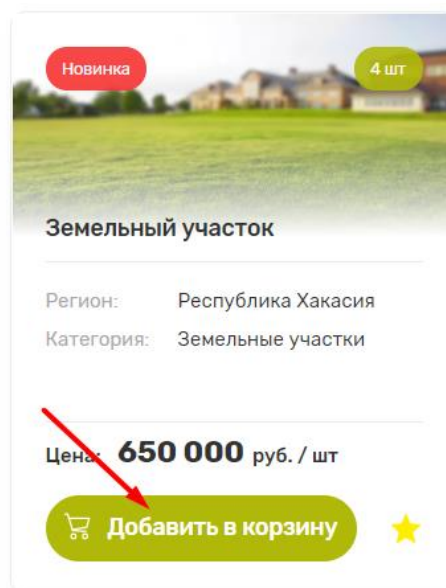 Новинка
4 шт
Земельный участок
Регион: Республика Хакасия
Категория: Земельные участки
Цена: 650 000 руб. / шт
Добавить в корзину